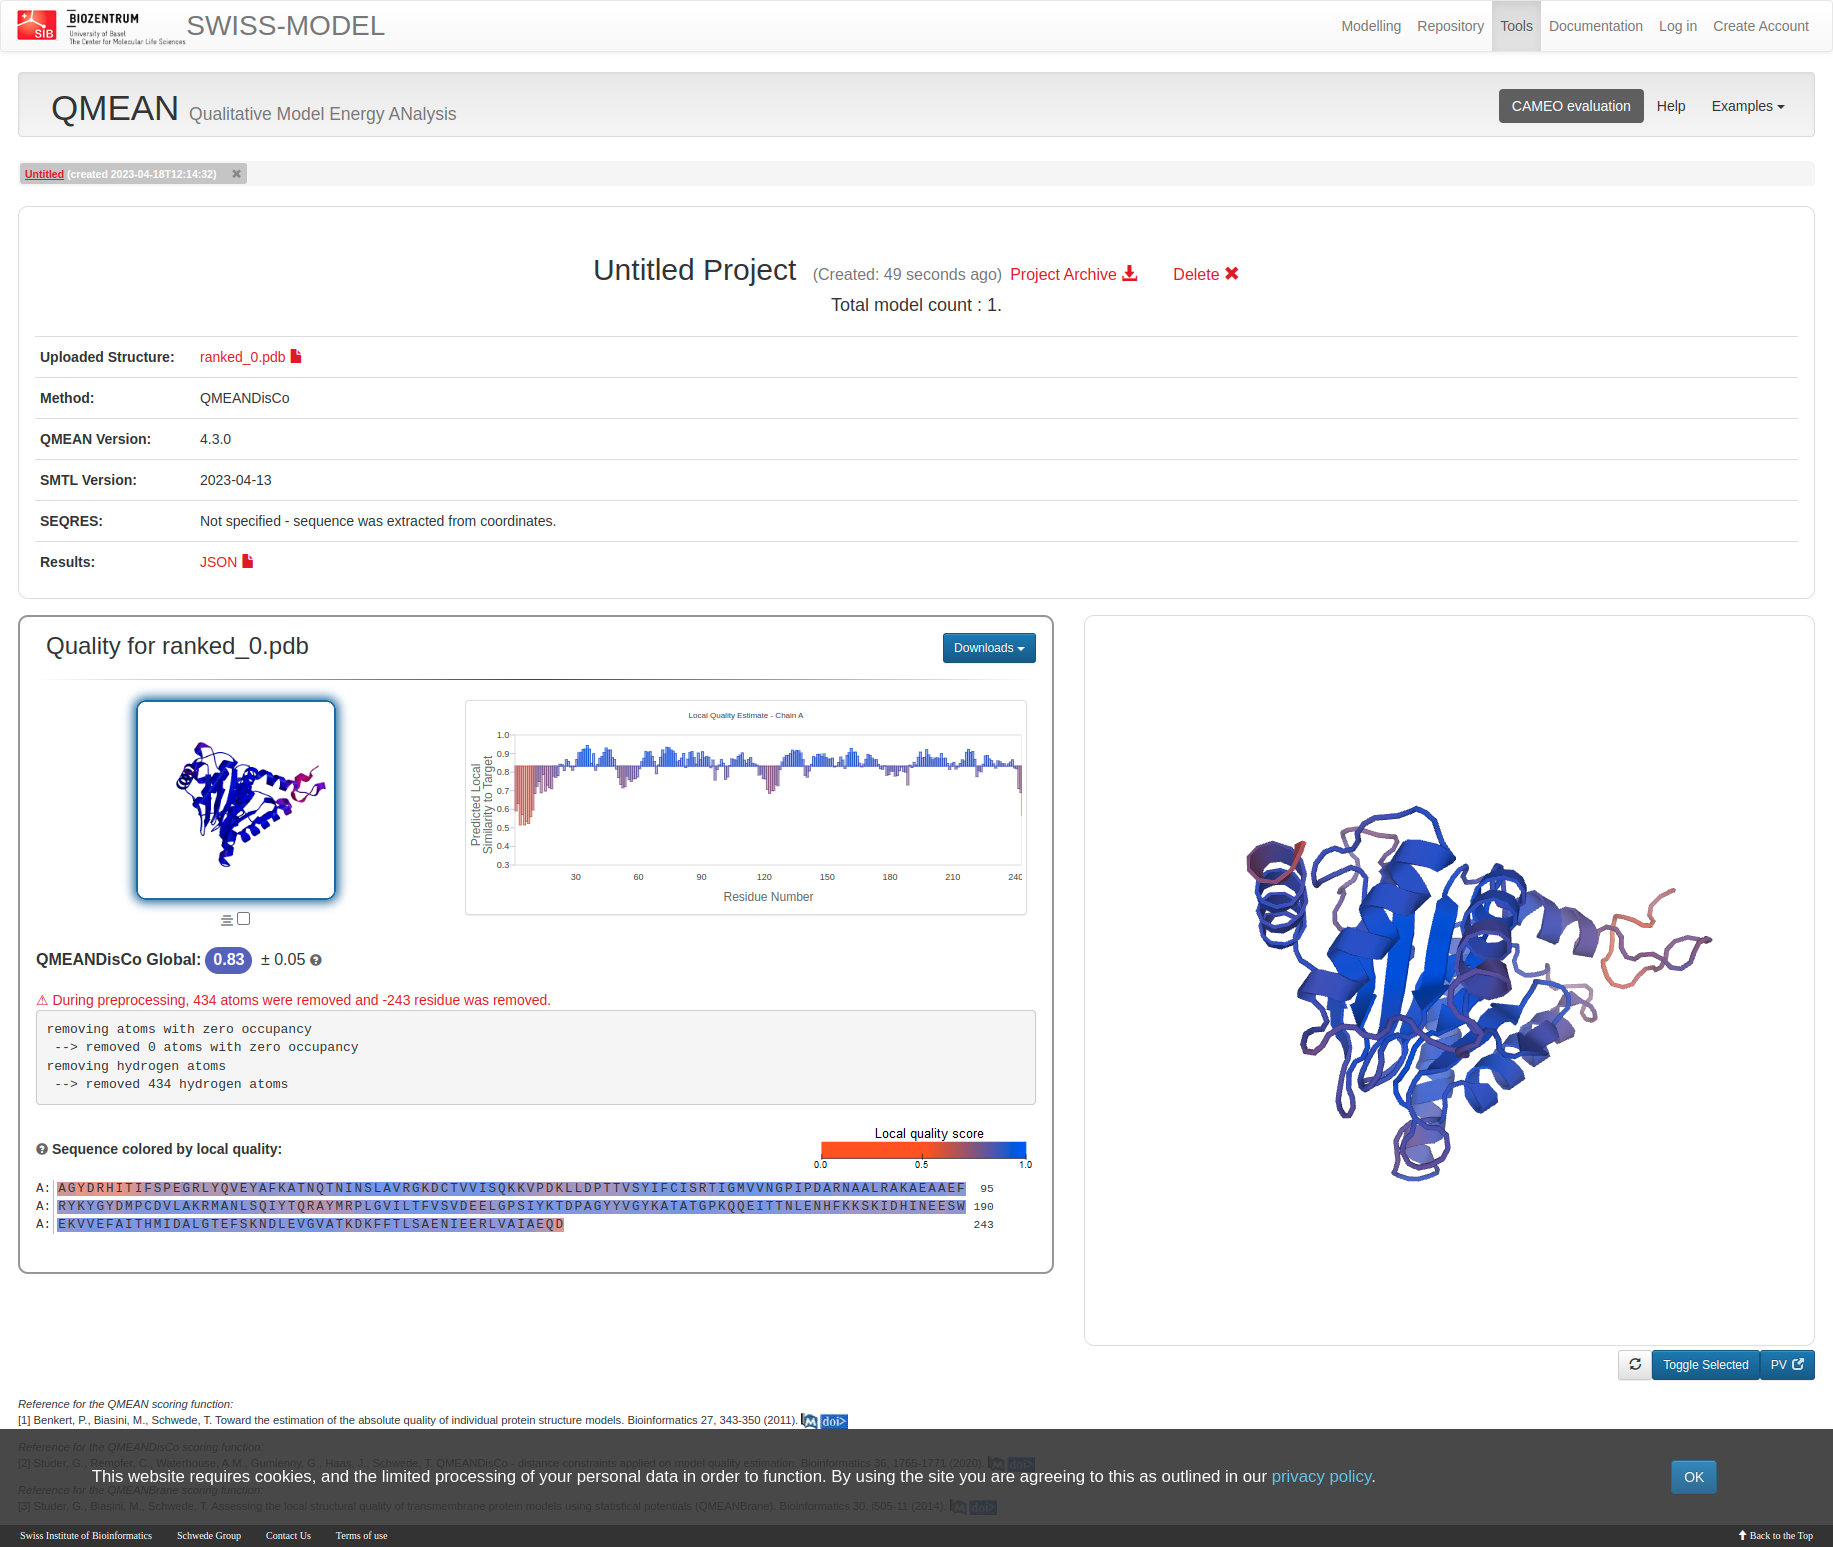 SIB
BIOZENTRUM
University of Basel
The Center for Molecular Life Sciences
SWISS-MODEL
Modelling Repository Tools Documentation Log in Create Account
QMEAN Qualitative Model Energy ANalysis
CAMEO evaluation Help Examples
Untitled (created 2023-04-18T12:14:32)
Untitled Project (Created: 49 seconds ago) Project Archive Delete
Total model count : 1.
Uploaded Structure: ranked_0.pdb
Method: QMEANDisCo
QMEAN Version: 4.3.0
SMTL Version: 2023-04-13
SEQRES: Not specified - sequence was extracted from coordinates.
Results: JSON
Quality for ranked_0.pdb
Downloads
Local Quality Estimate - Chain A
Predicted Local
Similarity to Target
1.0
0.9
0.8
0.7
0.6
0.5
0.4
0.3
30 60 90 120 150 180 210 240
Residue Number
QMEANDisCo Global: 0.83 ± 0.05
During preprocessing, 434 atoms were removed and -243 residue was removed.
removing atoms with zero occupancy
--> removed 0 atoms with zero occupancy
removing hydrogen atoms
--> removed 434 hydrogen atoms
Sequence colored by local quality:
Local quality score
0.0 0.5 1.0
A: AGYDRHITIFSPEGRLYQVEYAFKATNQTNINSLAVRGKDCTVVISQKKVPDKLLDPTTVSYIFCISRTIGMVVNGPIPDARNAALRAKAEAAEF 95
A: RYKYGYDMPCDVLAKRMANLSQIYTQRAYMRPLGVILTFVSVDEELGPSIYKTDPAGYYVGYKATATGPKQQEITTNLENHFKKSKIDHINEESW 190
A: EKVVEFAITHMIDALGTEFSKNDLEVGVATKDKFFTLSAENIEERLVAIAEQD 243
Toggle Selected PV
Reference for the QMEAN scoring function:
[1] Benkert, P., Biasini, M., Schwede, T. Toward the estimation of the absolute quality of individual protein structure models. Bioinformatics 27, 343-350 (2011). M doi>
Reference for the QMEANDisCo scoring function:
[2] Studer, G., Rempfer, C., Waterhouse, A.M., Gumienny, G., Haas, J., Schwede, T. QMEANDisCo - distance constraints applied on model quality estimation. Bioinformatics 36, 1765-1771 (2020). M doi>
This website requires cookies, and the limited processing of your personal data in order to function. By using the site you are agreeing to this as outlined in our privacy policy.
OK
Reference for the QMEANBrane scoring function:
[3] Studer, G., Biasini, M., Schwede, T. Assessing the local structural quality of transmembrane protein models using statistical potentials (QMEANBrane). Bioinformatics 30, i505-11 (2014). M doi>
Swiss Institute of Bioinformatics Schwede Group Contact Us Terms of use Back to the Top